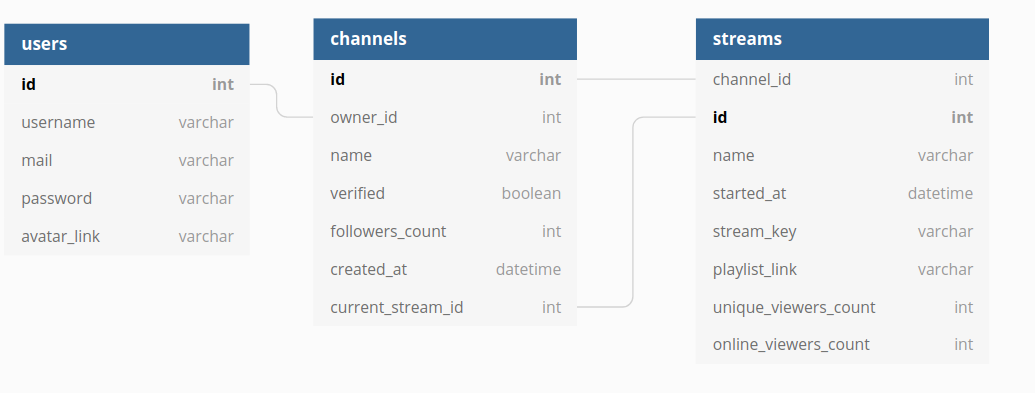 users
id int
username varchar
mail varchar
password varchar
avatar_link varchar
channels
id int
owner_id int
name varchar
verified boolean
followers_count int
created_at datetime
current_stream_id int
streams
channel_id int
id int
name varchar
started_at datetime
stream_key varchar
playlist_link varchar
unique_viewers_count int
online_viewers_count int